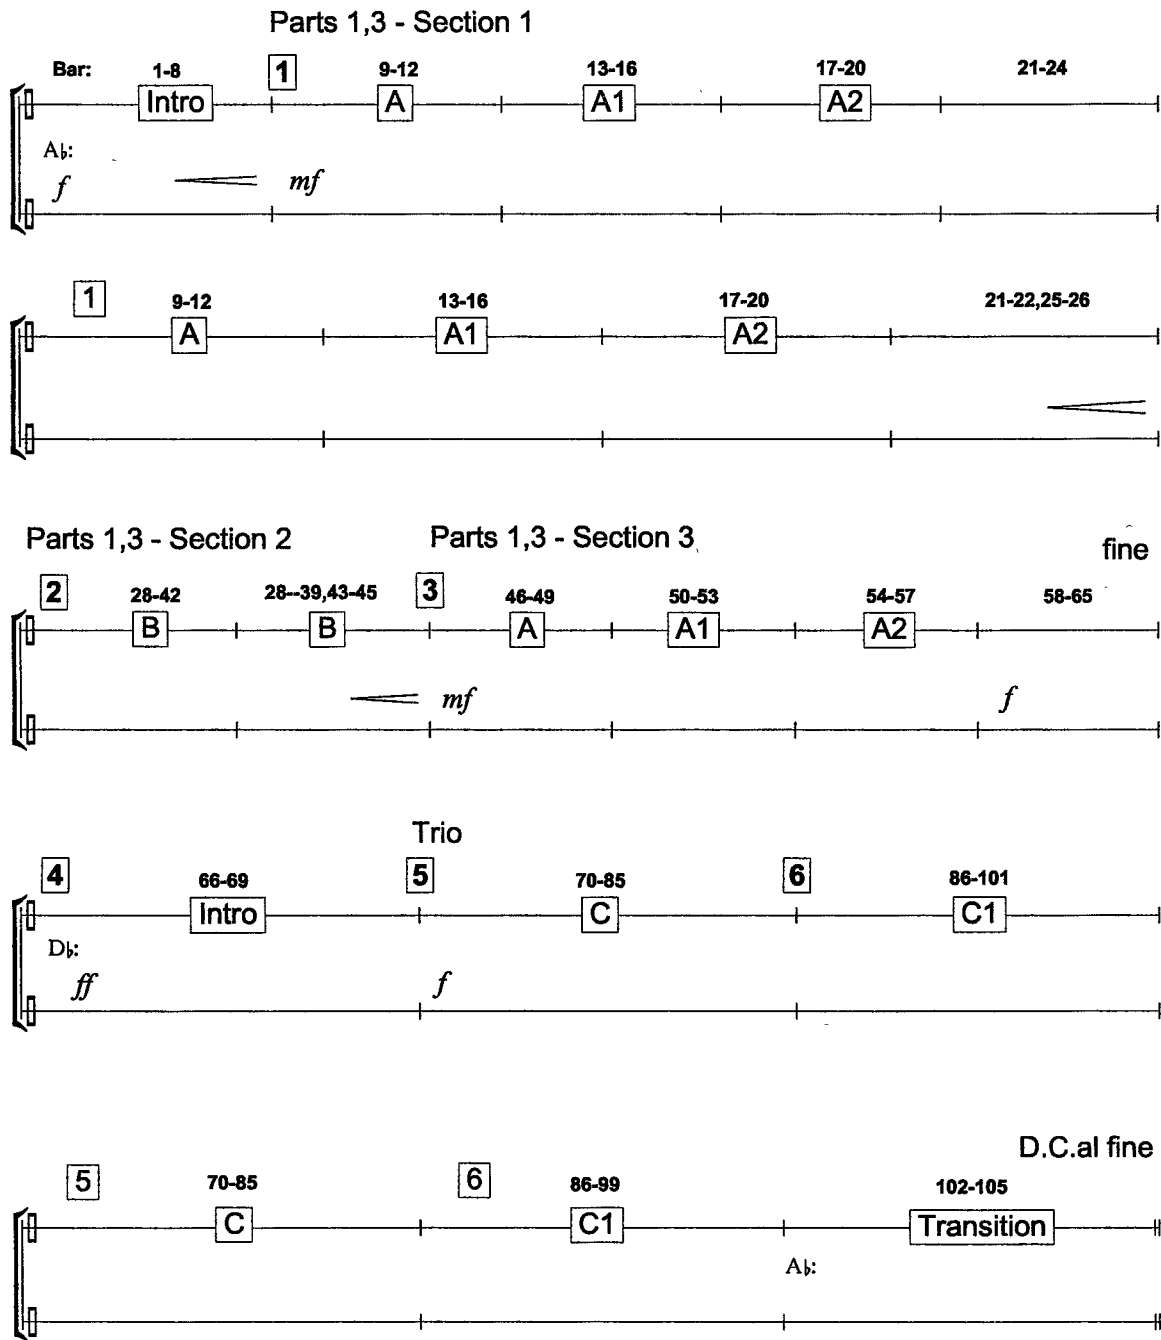 Parts 1,3 - Section 1
Bar: 1-8 1 9-12 13-16 17-20 21-24
Intro A A1 A2
A♭:
f mf
1 9-12 13-16 17-20 21-22,25-26
A A1 A2
Parts 1,3 - Section 2 Parts 1,3 - Section 3 fine
2 28-42 28--39,43-45 3 46-49 50-53 54-57 58-65
B B A A1 A2
mf f
Trio
4 66-69 5 70-85 6 86-101
Intro C C1
D♭:
ff f
D.C.al fine
5 70-85 6 86-99 102-105
C C1 Transition
A♭: